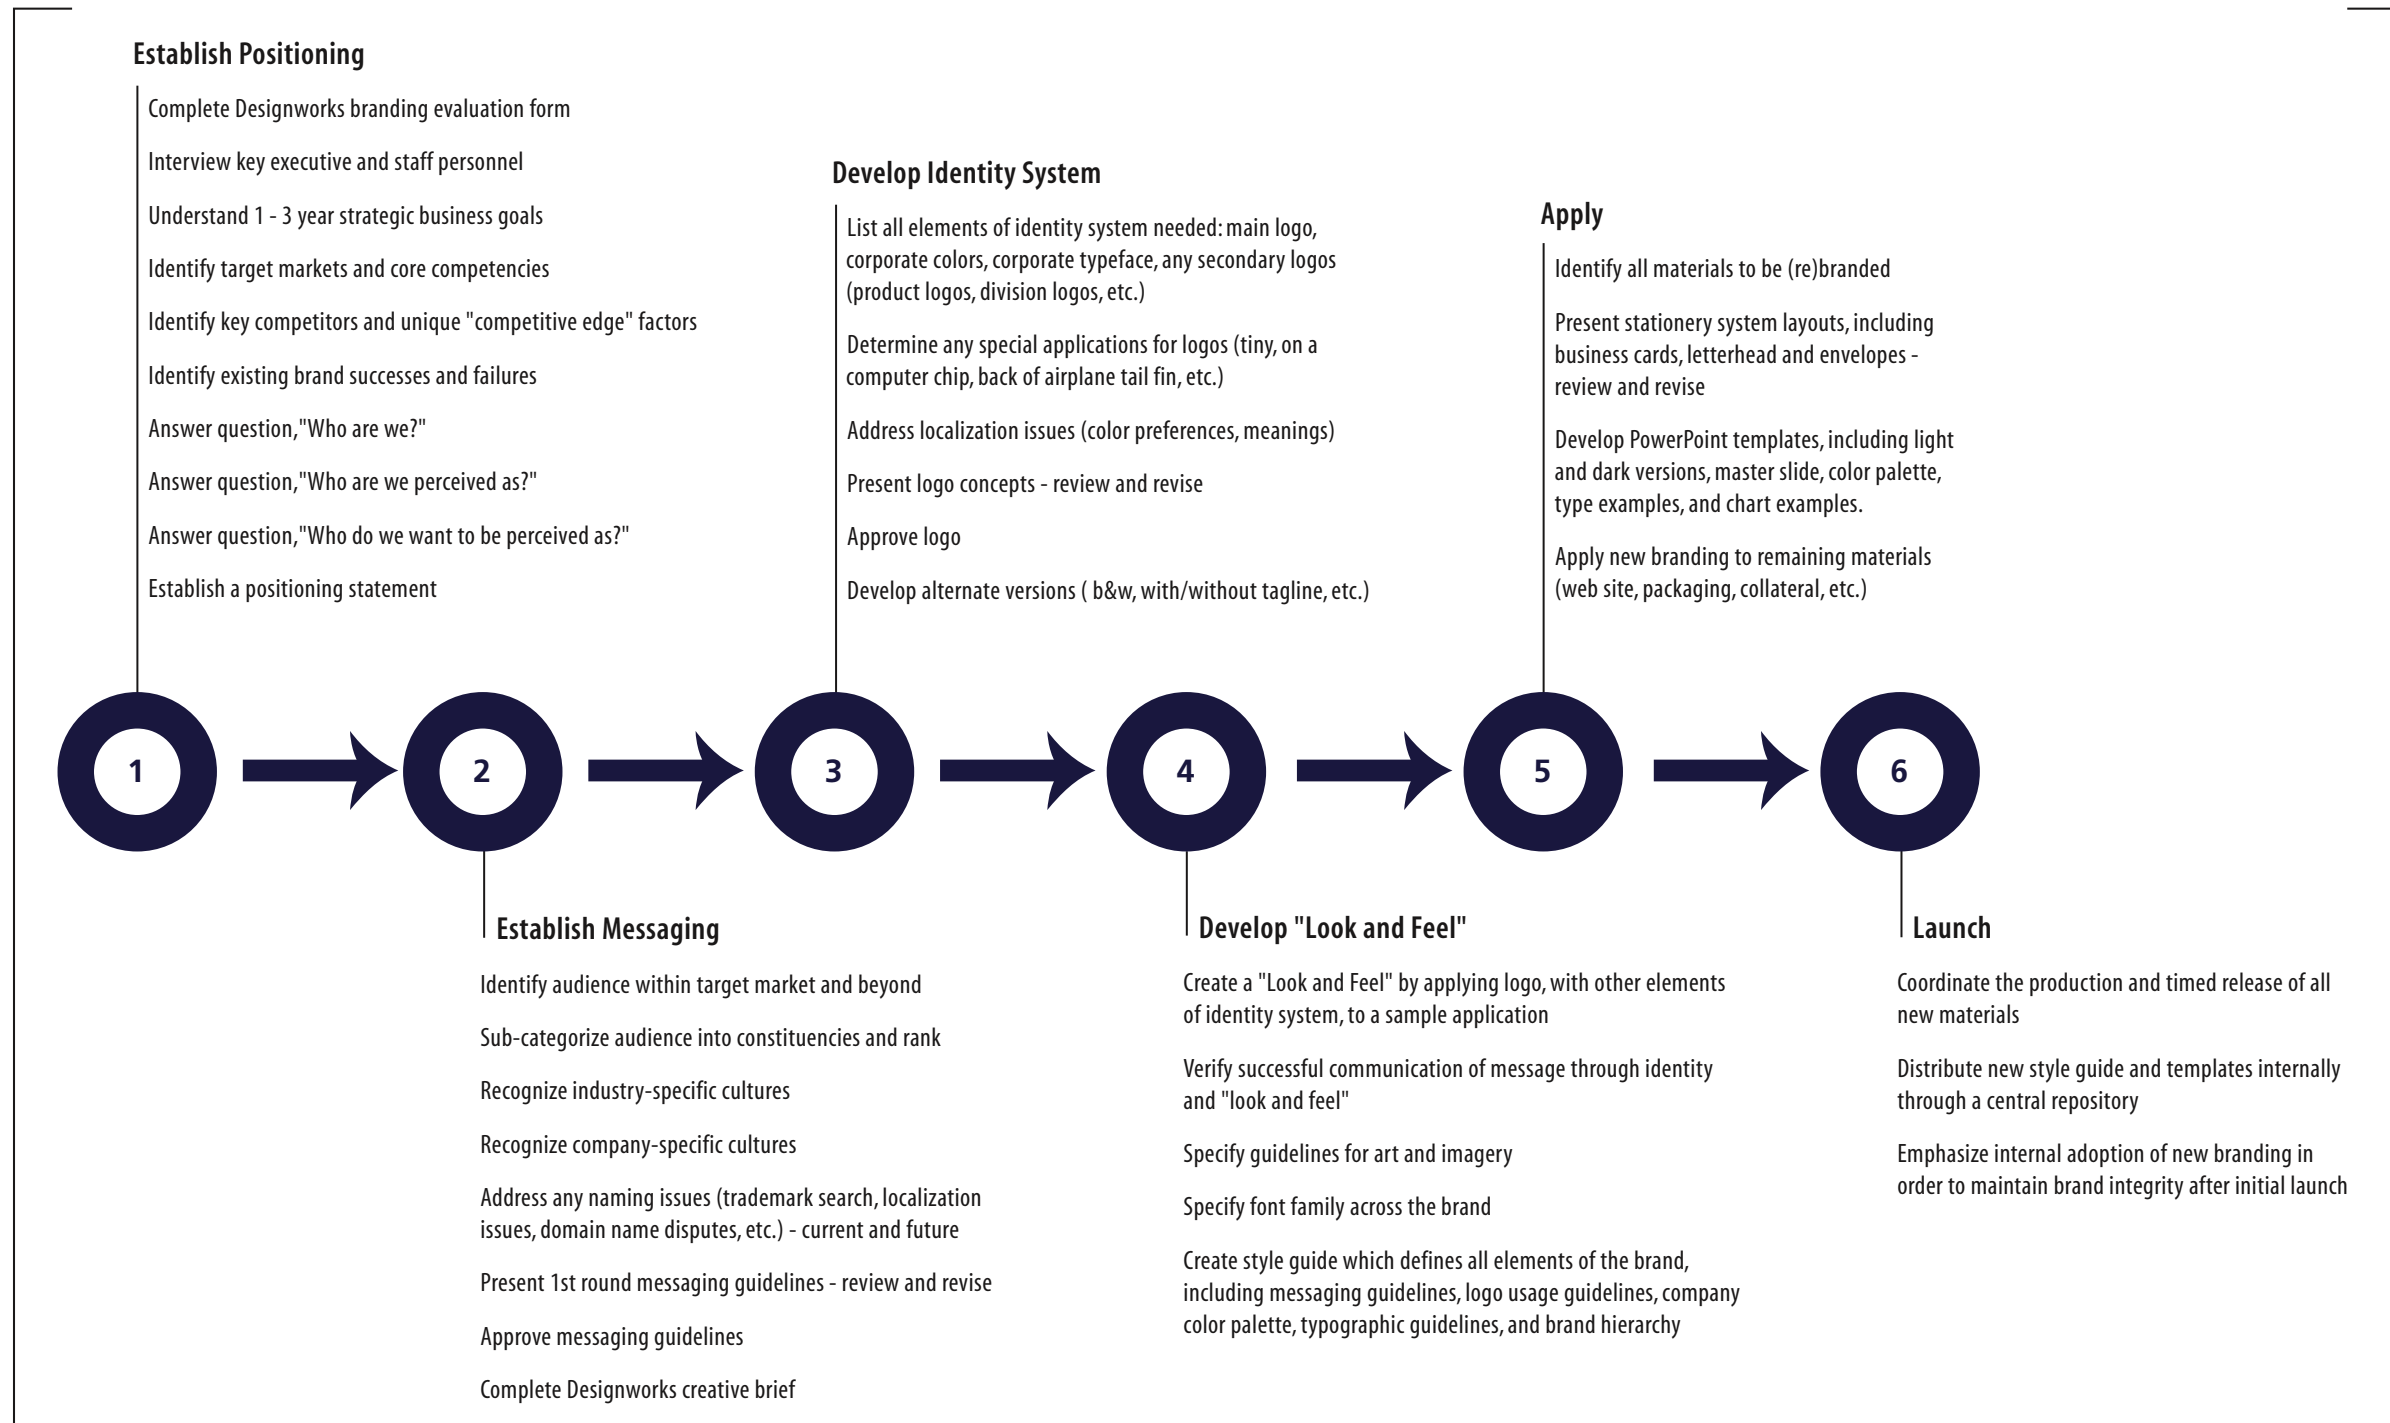 Establish Positioning
Complete Designworks branding evaluation form
Interview key executive and staff personnel
Understand 1 - 3 year strategic business goals
Identify target markets and core competencies
Identify key competitors and unique "competitive edge" factors
Identify existing brand successes and failures
Answer question,"Who are we?"
Answer question,"Who are we perceived as?"
Answer question,"Who do we want to be perceived as?"
Establish a positioning statement
Develop Identity System
List all elements of identity system needed: main logo,
corporate colors, corporate typeface, any secondary logos
(product logos, division logos, etc.)
Determine any special applications for logos (tiny, on a
computer chip, back of airplane tail fin, etc.)
Address localization issues (color preferences, meanings)
Present logo concepts - review and revise
Approve logo
Develop alternate versions ( b&w, with/without tagline, etc.)
Apply
Identify all materials to be (re)branded
Present stationery system layouts, including
business cards, letterhead and envelopes -
review and revise
Develop PowerPoint templates, including light
and dark versions, master slide, color palette,
type examples, and chart examples.
Apply new branding to remaining materials
(web site, packaging, collateral, etc.)
1
2
3
4
5
6
Establish Messaging
Identify audience within target market and beyond
Sub-categorize audience into constituencies and rank
Recognize industry-specific cultures
Recognize company-specific cultures
Address any naming issues (trademark search, localization
issues, domain name disputes, etc.) - current and future
Present 1st round messaging guidelines - review and revise
Approve messaging guidelines
Complete Designworks creative brief
Develop "Look and Feel"
Create a "Look and Feel" by applying logo, with other elements
of identity system, to a sample application
Verify successful communication of message through identity
and "look and feel"
Specify guidelines for art and imagery
Specify font family across the brand
Create style guide which defines all elements of the brand,
including messaging guidelines, logo usage guidelines, company
color palette, typographic guidelines, and brand hierarchy
Launch
Coordinate the production and timed release of all
new materials
Distribute new style guide and templates internally
through a central repository
Emphasize internal adoption of new branding in
order to maintain brand integrity after initial launch